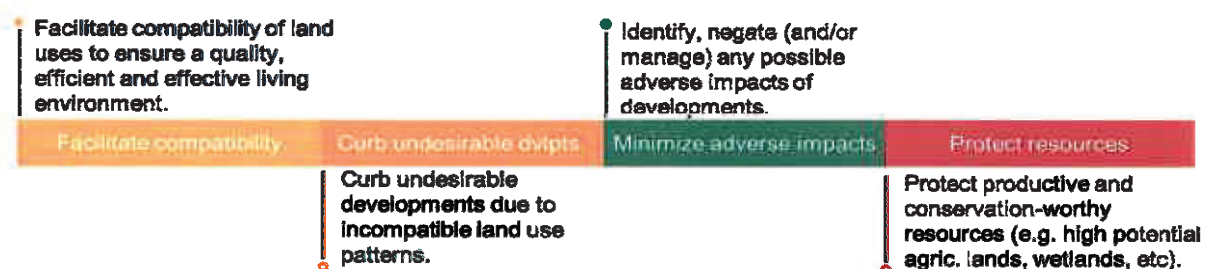 Facilitate compatibility of land
uses to ensure a quality,
efficient and effective living
environment.
Identify, negate (and/or
manage) any possible
adverse impacts of
developments.
Facilitate compatibility
Curb undesirable dvlpts
Minimize adverse impacts
Protect resources
Curb undesirable
developments due to
incompatible land use
patterns.
Protect productive and
conservation-worthy
resources (e.g. high potential
agric. lands, wetlands, etc).